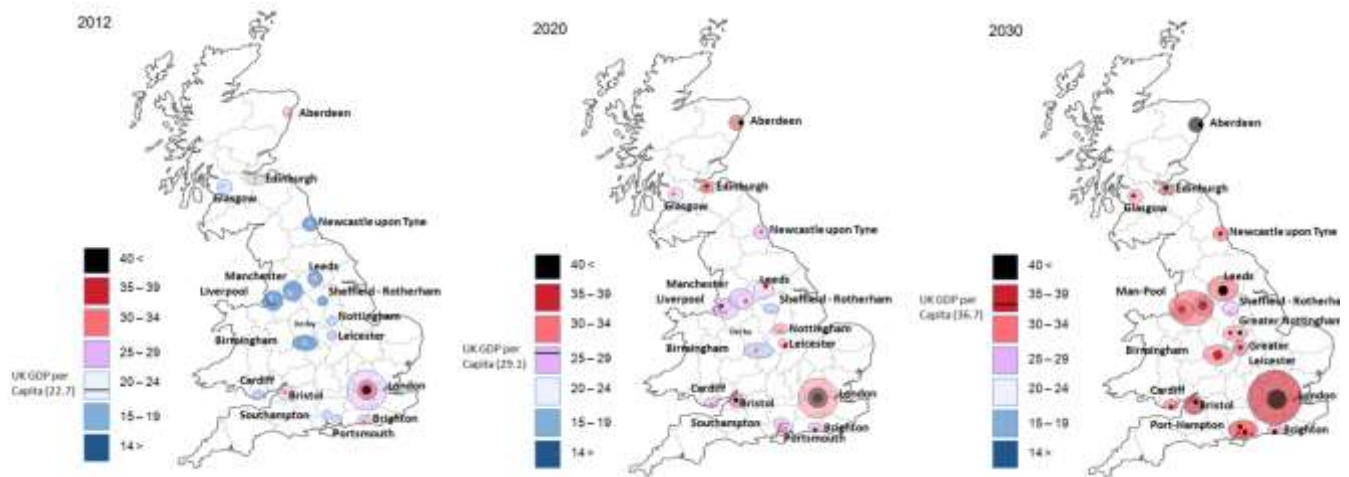 2012
Aberdeen
Edinburgh
Glasgow
Newcastle upon Tyne
Manchester
Leeds
Liverpool
Sheffield - Rotherham
Derby
Nottingham
Leicester
Birmingham
Cardiff
Bristol
London
Southampton
Brighton
Portsmouth
40 <
35 – 39
30 – 34
25 – 29
20 – 24
15 – 19
14 >
UK GDP per
Capita (22.7)
2020
Aberdeen
Edinburgh
Glasgow
Newcastle upon Tyne
Manchester
Leeds
Liverpool
Sheffield - Rotherham
Derby
Nottingham
Leicester
Birmingham
Cardiff
Bristol
London
Southampton
Brighton
Portsmouth
40 <
35 – 39
30 – 34
25 – 29
20 – 24
15 – 19
14 >
UK GDP per
Capita (29.1)
2030
Aberdeen
Edinburgh
Glasgow
Newcastle upon Tyne
Leeds
Man-Pool
Sheffield - Rotherha
Greater Nottingham
Birmingham
Greater
Leicester
Cardiff
Bristol
London
Port-Hampton
Brighton
40 <
35 – 39
30 – 34
25 – 29
20 – 24
15 – 19
14 >
UK GDP per
Capita (36.7)